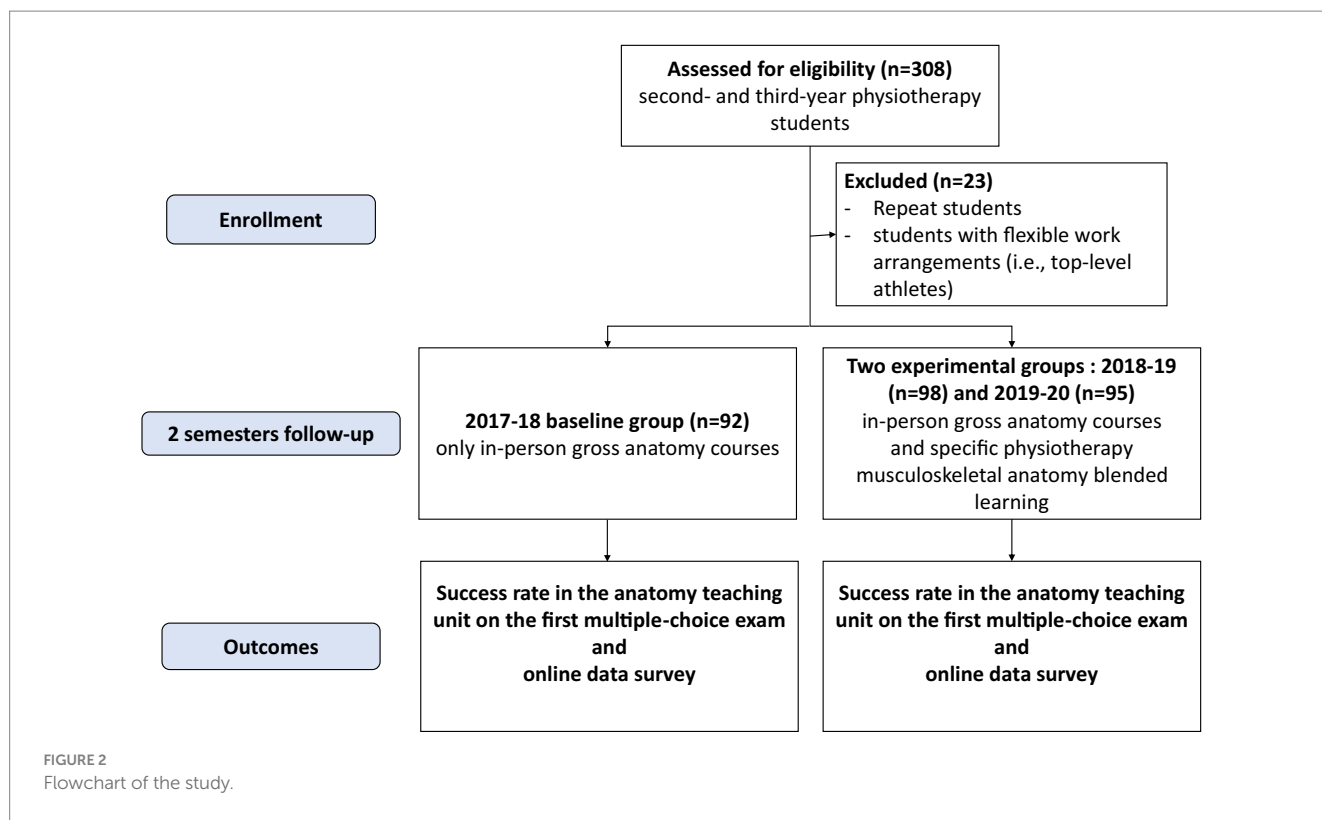 Assessed for eligibility (n=308)
second- and third-year physiotherapy
students
Enrollment
Excluded (n=23)
- Repeat students
- students with flexible work
arrangements (i.e., top-level
athletes)
2 semesters follow-up
2017-18 baseline group (n=92)
only in-person gross anatomy courses
Two experimental groups : 2018-19
(n=98) and 2019-20 (n=95)
in-person gross anatomy courses
and specific physiotherapy
musculoskeletal anatomy blended
learning
Outcomes
Success rate in the anatomy teaching
unit on the first multiple-choice exam
and
online data survey
Success rate in the anatomy teaching
unit on the first multiple-choice exam
and
online data survey
FIGURE 2
Flowchart of the study.